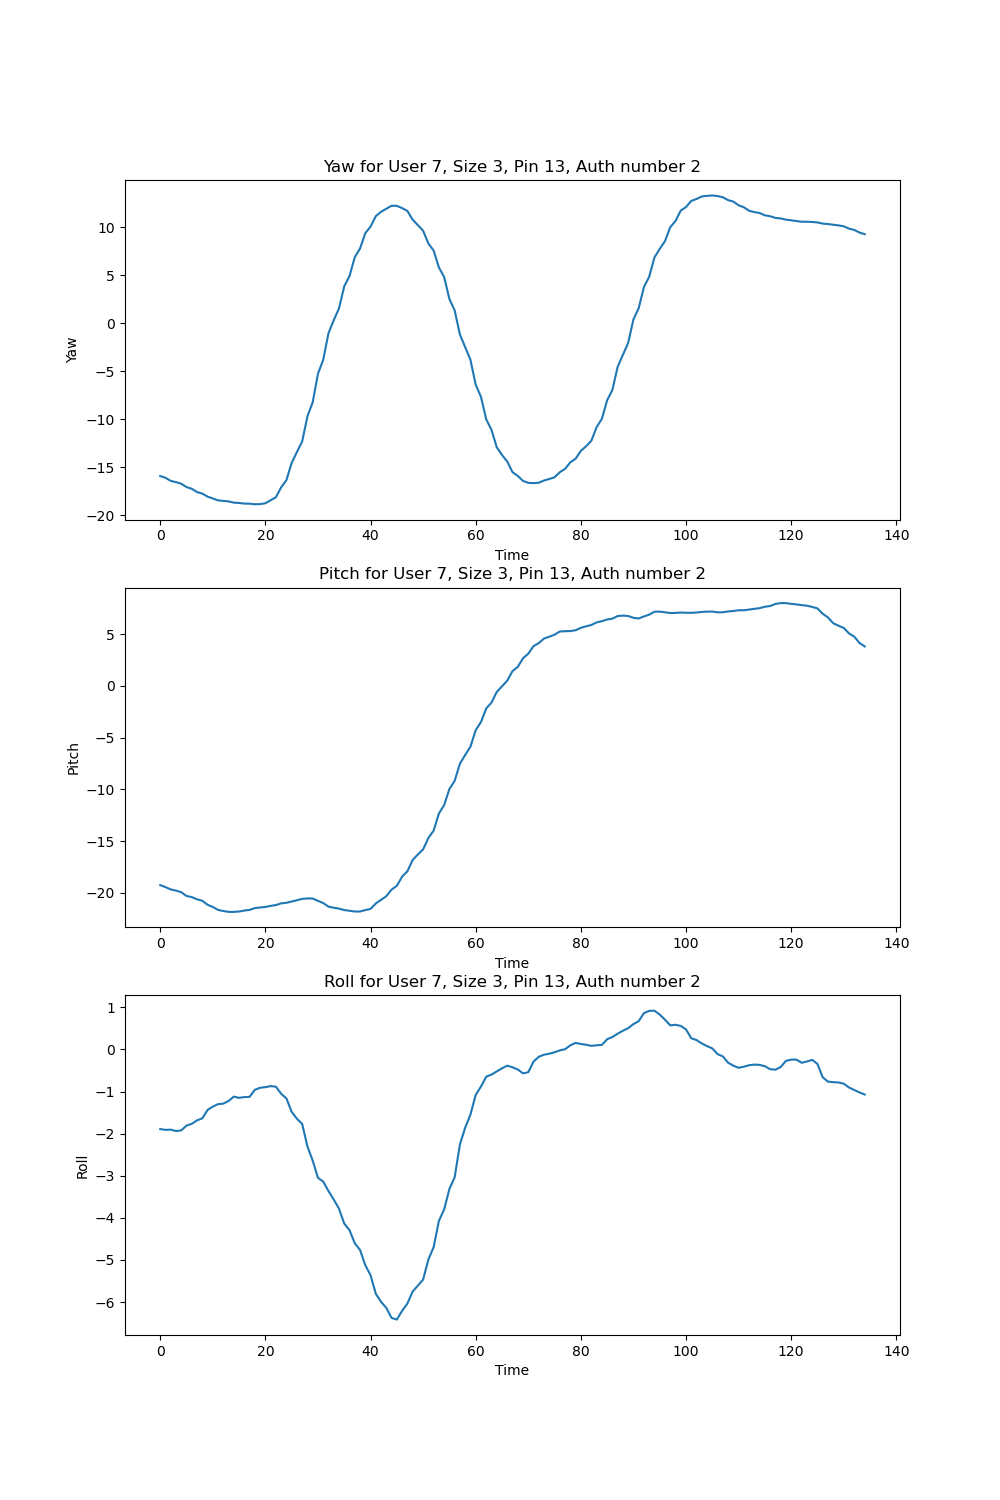 Yaw for User 7, Size 3, Pin 13, Auth number 2
10
5
0
−5
−10
−15
−20
Yaw
0 20 40 60 80 100 120 140
Time
Pitch for User 7, Size 3, Pin 13, Auth number 2
5
0
−5
−10
−15
−20
Pitch
0 20 40 60 80 100 120 140
Time
Roll for User 7, Size 3, Pin 13, Auth number 2
1
0
−1
−2
−3
−4
−5
−6
Roll
0 20 40 60 80 100 120 140
Time